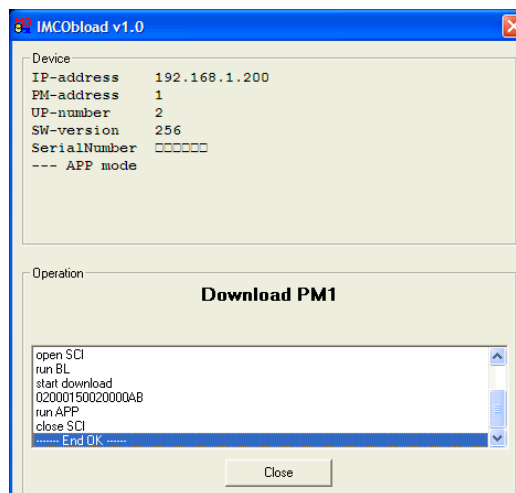 IMCObload v1.0
Device
IP-address 192.168.1.200
PM-address 1
UP-number 2
SW-version 256
SerialNumber □□□□□□
--- APP mode
Operation
Download PM1
open SCI
run BL
start download
02000150020000AB
run APP
close SCI
------- End OK ------
Close